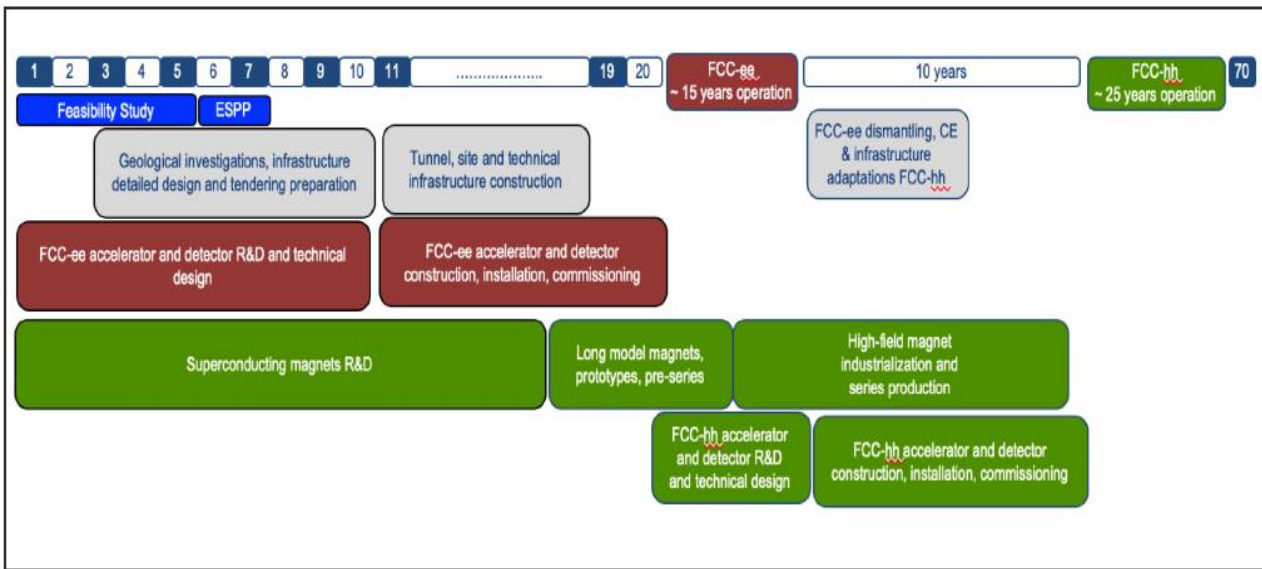 1 2 3 4 5 6 7 8 9 10 11 ................... 19 20
FCC-ee
~ 15 years operation
10 years
FCC-hh
~ 25 years operation
70
Feasibility Study
ESPP
Geological investigations, infrastructure
detailed design and tendering preparation
Tunnel, site and technical
infrastructure construction
FCC-ee dismantling, CE
& infrastructure
adaptations FCC-hh
FCC-ee accelerator and detector R&D and technical
design
FCC-ee accelerator and detector
construction, installation, commissioning
Superconducting magnets R&D
Long model magnets,
prototypes, pre-series
High-field magnet
industrialization and
series production
FCC-hh accelerator
and detector R&D
and technical design
FCC-hh accelerator and detector
construction, installation, commissioning